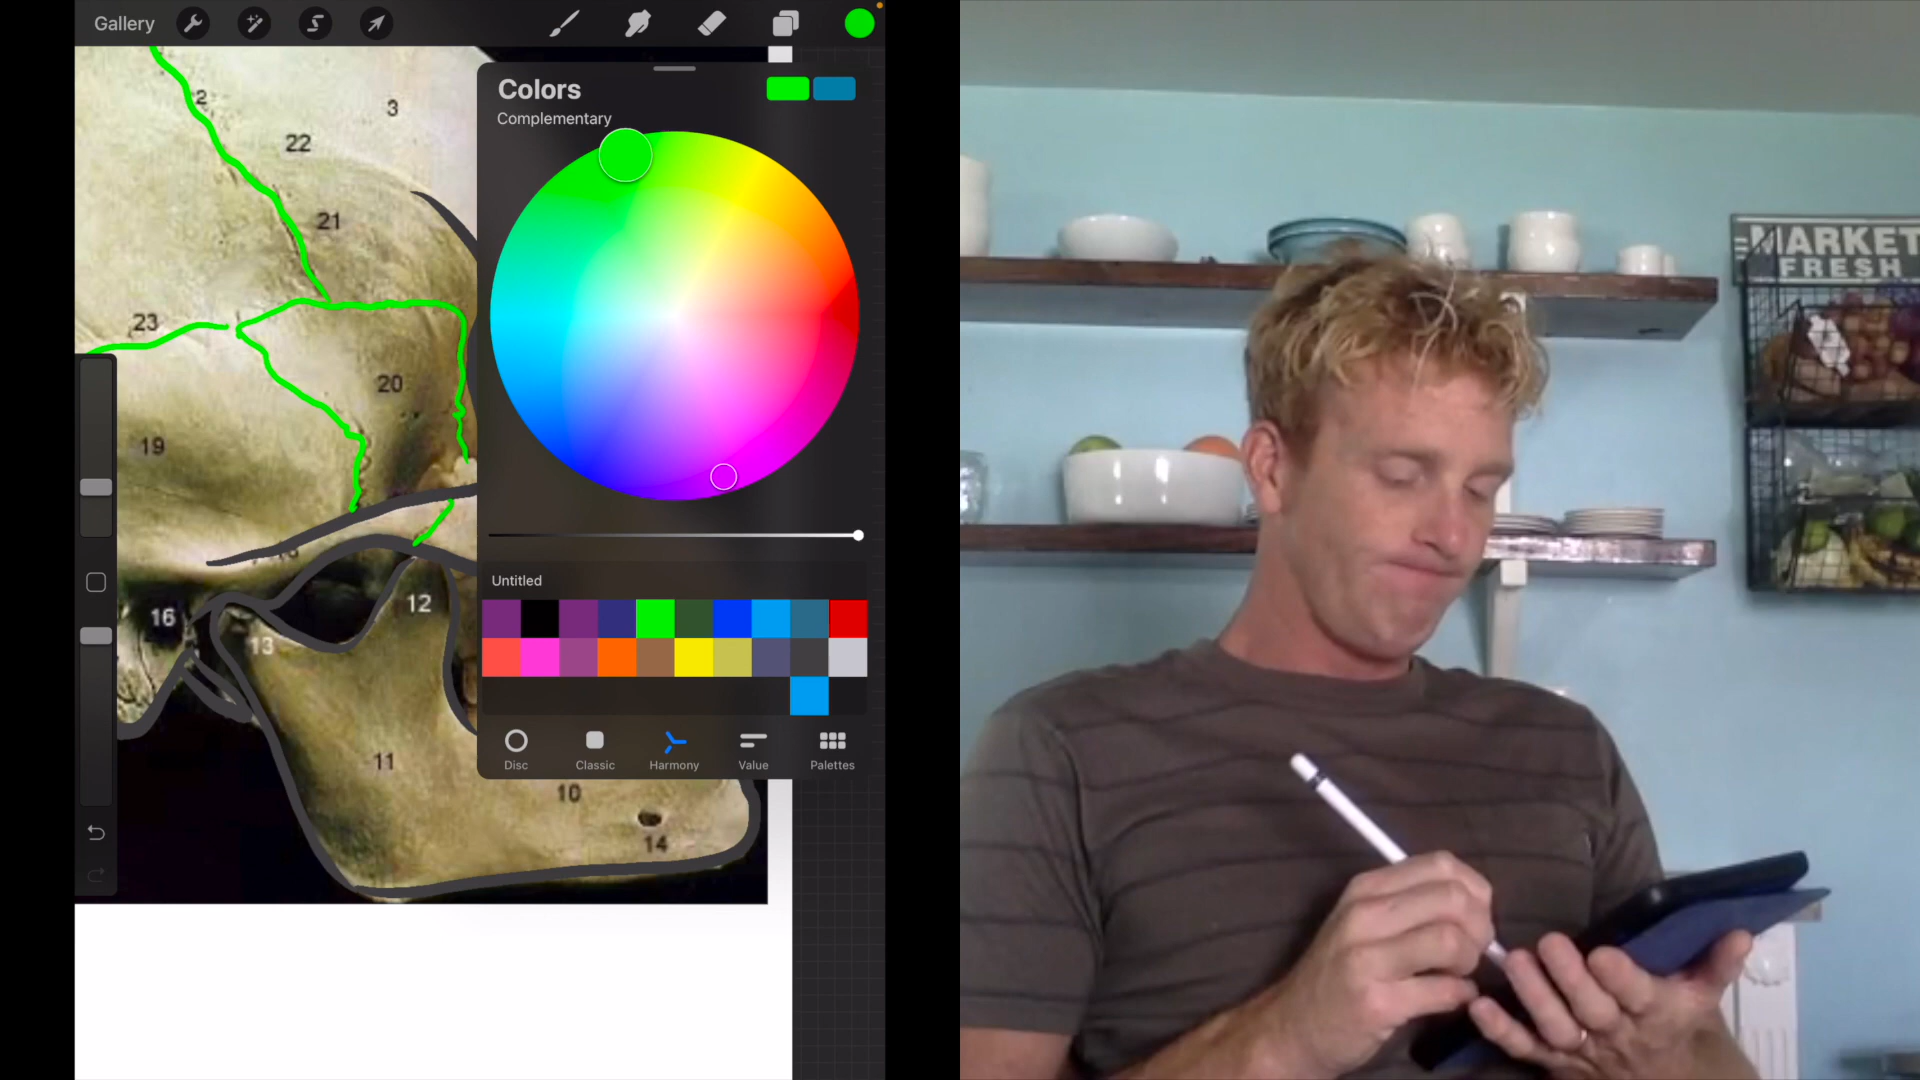 Gallery
2
3
22
21
23
20
19
16
12
13
11
10
14
Colors
Complementary
Untitled
Disc
Classic
Harmony
Value
Palettes
MARKET
FRESH